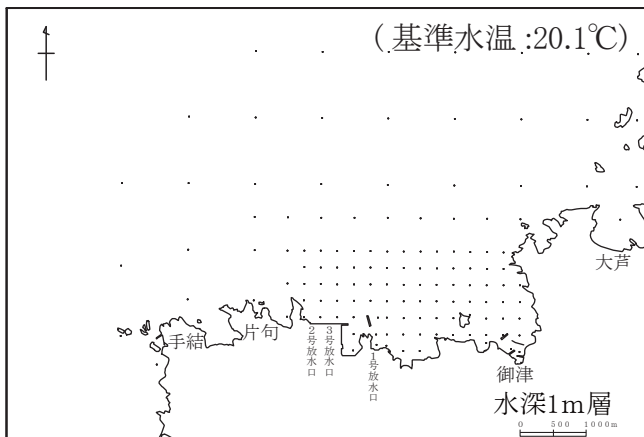 （基準水温:20.1℃）
大芦
手結
片句
2号放水口
3号放水口
1号放水口
御津
水深1m層
0 500 1000m